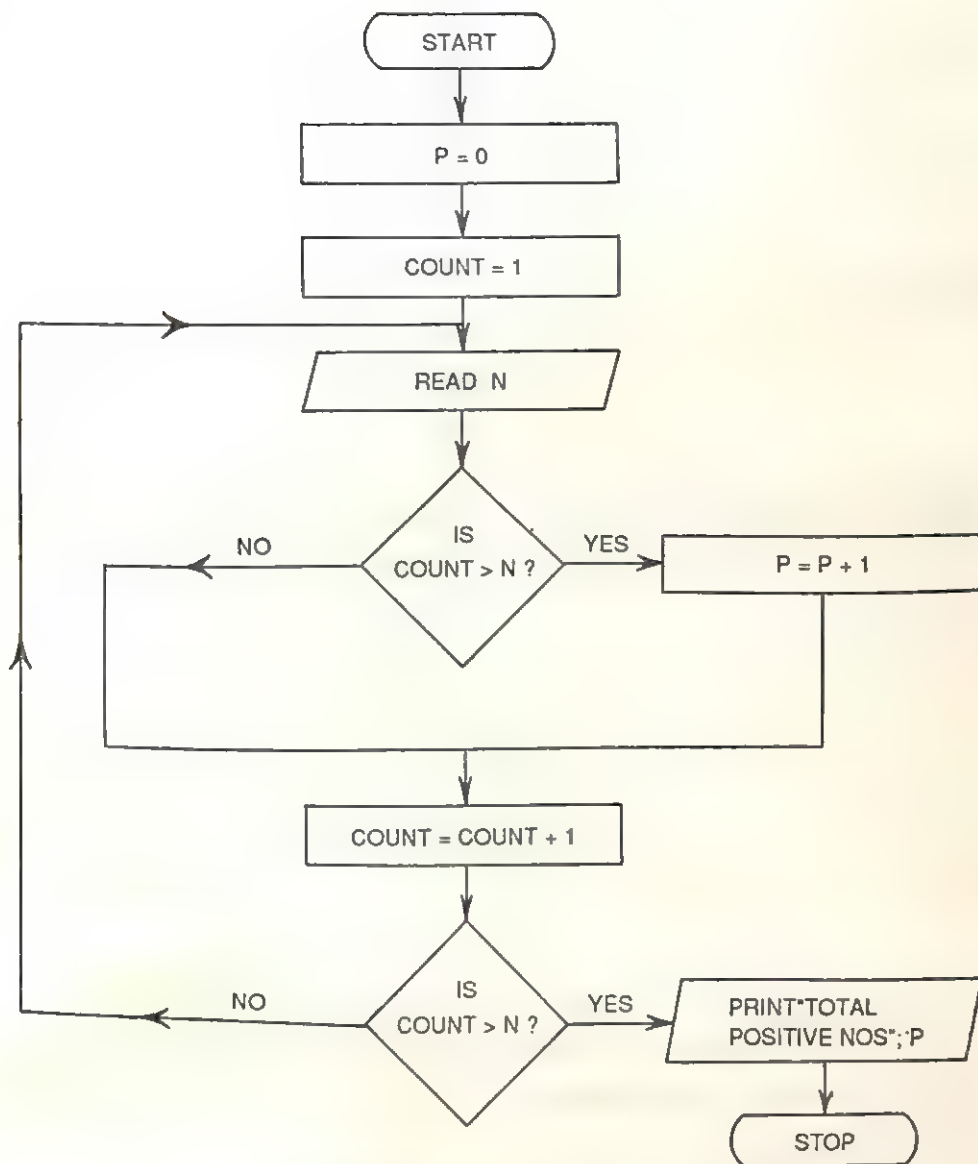 START
P = 0
COUNT = 1
READ N
IS
COUNT > N ?
NO
YES
P = P + 1
COUNT = COUNT + 1
IS
COUNT > N ?
NO
YES
PRINT"TOTAL
POSITIVE NOS"; P
STOP